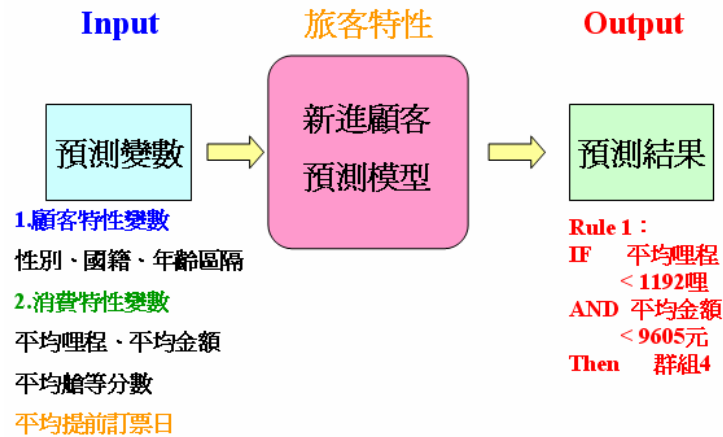 Input
旅客特性
Output
預測變數
新進顧客
預測模型
預測結果
1.顧客特性變數
性別、國籍、年齡區隔
2.消費特性變數
平均哩程、平均金額
平均艙等分數
平均提前訂票日
Rule 1：
IF 平均哩程
< 1192哩
AND 平均金額
< 9605元
Then 群組4